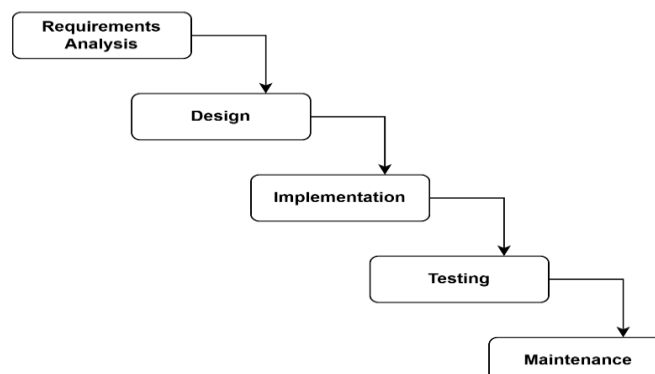 Requirements
Analysis
Design
Implementation
Testing
Maintenance